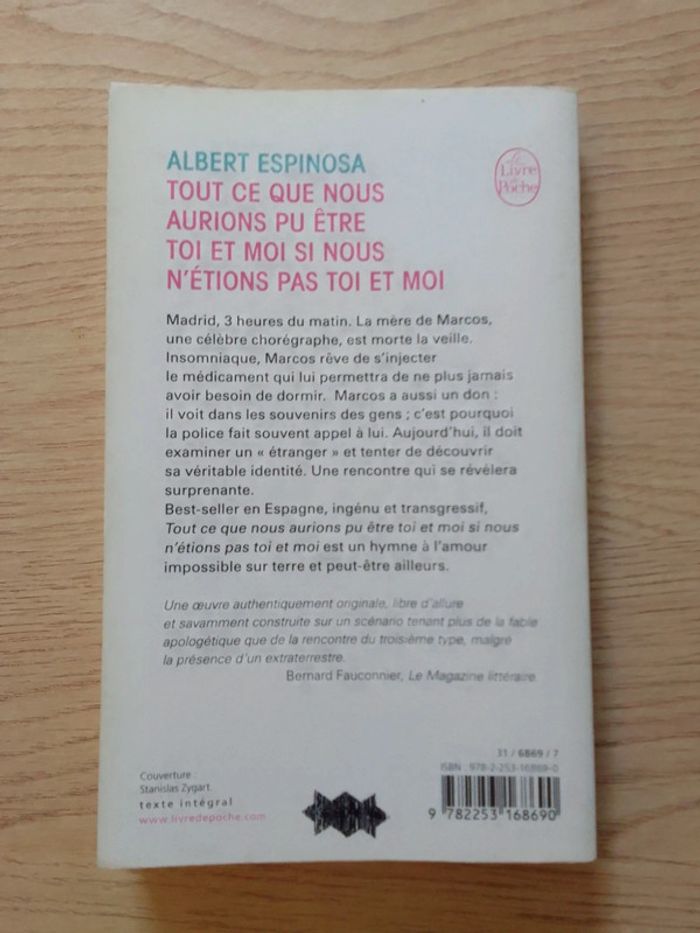 ALBERT ESPINOSA
TOUT CE QUE NOUS
AURIONS PU ÊTRE
TOI ET MOI SI NOUS
N'ÉTIONS PAS TOI ET MOI
Le
Livre
de
Poche
Madrid, 3 heures du matin. La mère de Marcos,
une célèbre chorégraphe, est morte la veille.
Insomniaque, Marcos rêve de s'injecter
le médicament qui lui permettra de ne plus jamais
avoir besoin de dormir. Marcos a aussi un don :
il voit dans les souvenirs des gens ; c'est pourquoi
la police fait souvent appel à lui. Aujourd'hui, il doit
examiner un « étranger » et tenter de découvrir
sa véritable identité. Une rencontre qui se révélera
surprenante.
Best-seller en Espagne, ingénu et transgressif,
Tout ce que nous aurions pu être toi et moi si nous
n'étions pas toi et moi est un hymne à l'amour
impossible sur terre et peut-être ailleurs.
Une œuvre authentiquement originale, libre d'allure
et savamment construite sur un scénario tenant plus de la fable
apologétique que de la rencontre du troisième type, malgré
la présence d'un extraterrestre.
Bernard Fauconnier, Le Magazine littéraire.
31 / 6869 / 7
ISBN : 978-2-253-16869-0
Couverture :
Stanislas Zygart.
texte intégral
www.livredepoche.com
9 782253 168690